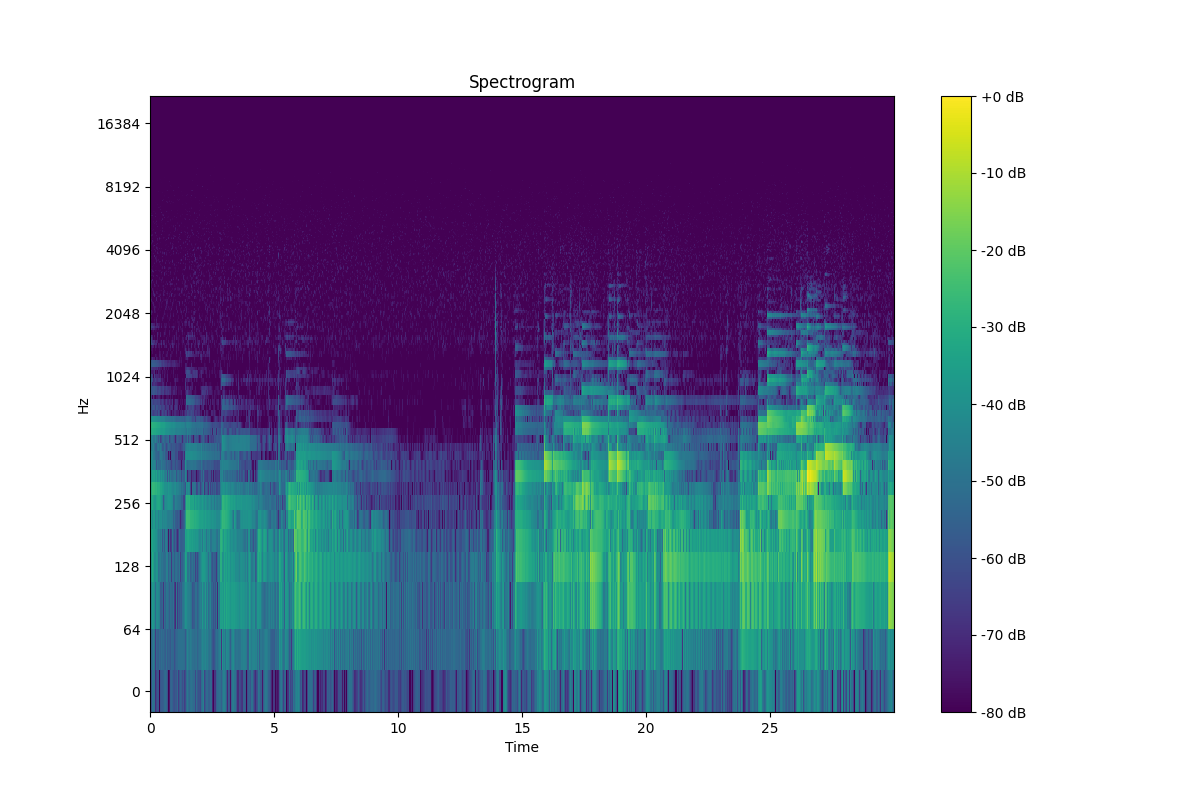 Spectrogram
16384
8192
4096
2048
1024
512
256
128
64
0
Hz
0 5 10 15 20 25
Time
+0 dB
-10 dB
-20 dB
-30 dB
-40 dB
-50 dB
-60 dB
-70 dB
-80 dB